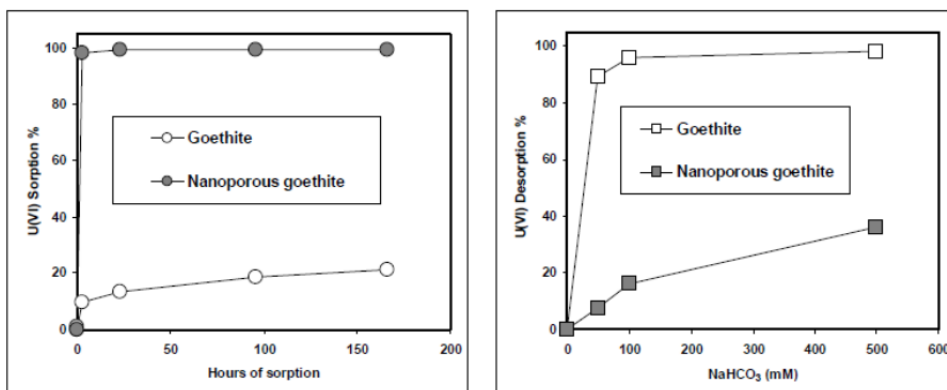 U(VI) Sorption %
100
80
60
40
20
0
Goethite
Nanoporous goethite
0 50 100 150 200
Hours of sorption
U(VI) Desorption %
100
80
60
40
20
0
Goethite
Nanoporous goethite
0 100 200 300 400 500 600
NaHCO₃ (mM)